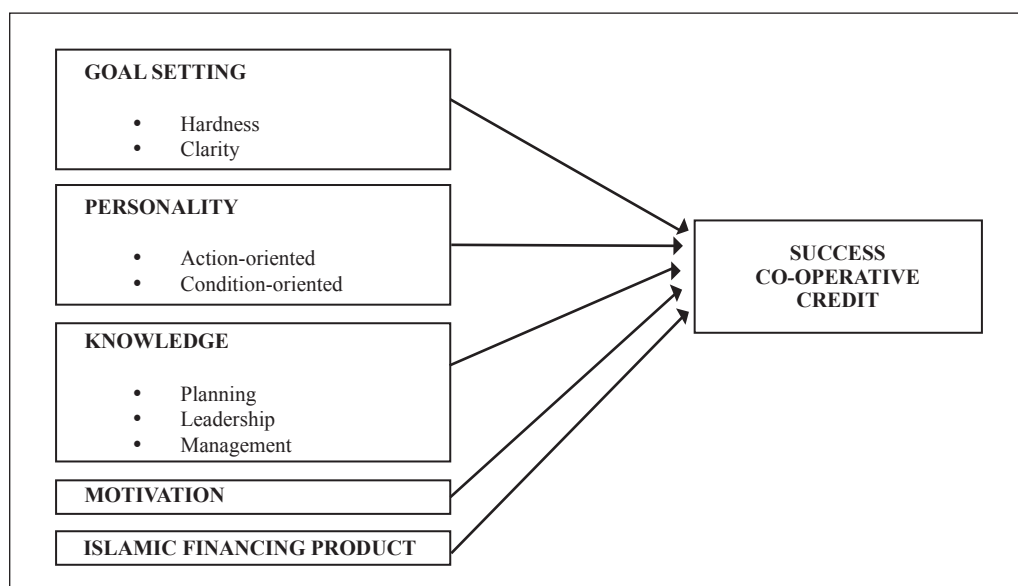 GOAL SETTING
• Hardness
• Clarity
PERSONALITY
• Action-oriented
• Condition-oriented
KNOWLEDGE
• Planning
• Leadership
• Management
MOTIVATION
ISLAMIC FINANCING PRODUCT
SUCCESS
CO-OPERATIVE
CREDIT